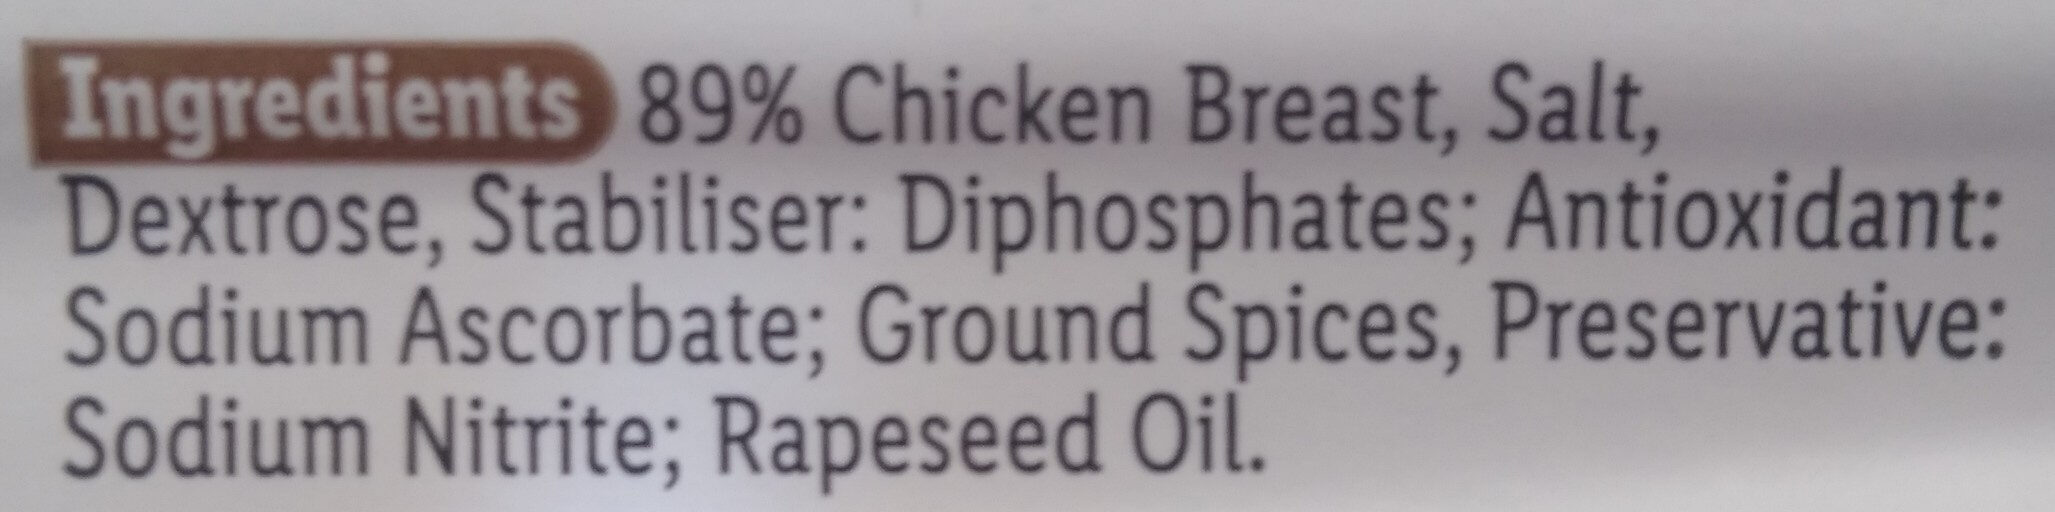 Ingredients 89% Chicken Breast, Salt,
Dextrose, Stabiliser: Diphosphates; Antioxidant:
Sodium Ascorbate; Ground Spices, Preservative:
Sodium Nitrite; Rapeseed Oil.